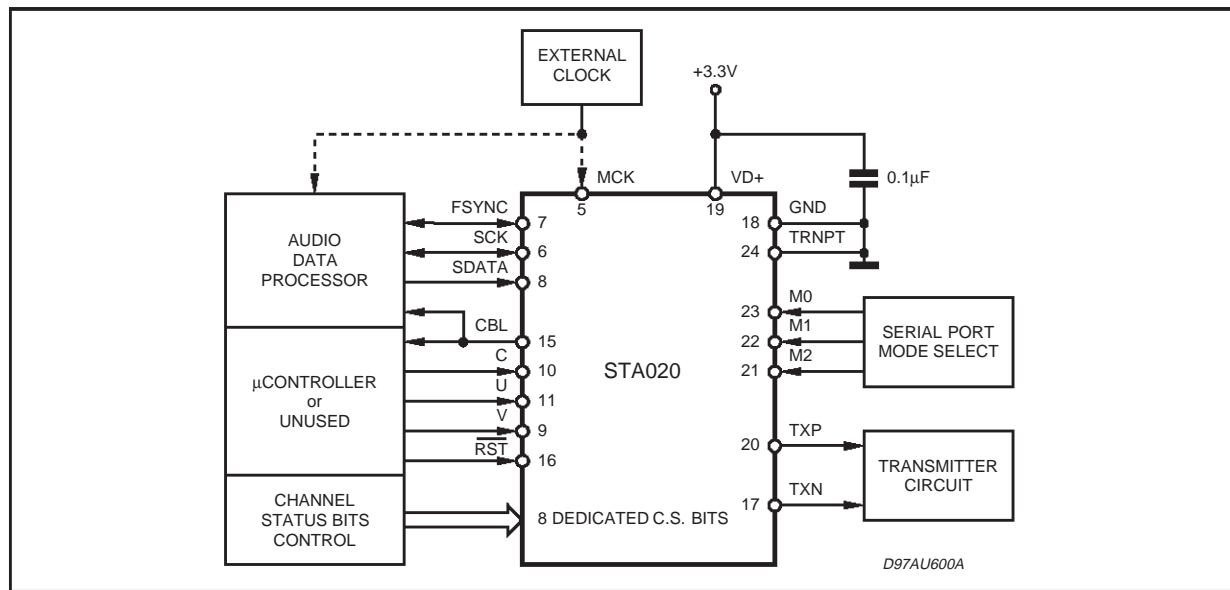 EXTERNAL
CLOCK
+3.3V
MCK
VD+
5
19
0.1µF
AUDIO
DATA
PROCESSOR
FSYNC
7
SCK
6
SDATA
8
18
GND
24
TRNPT
µCONTROLLER
or
UNUSED
CBL
15
C
10
U
11
V
9
RST
16
STA020
23
M0
22
M1
21
M2
SERIAL PORT
MODE SELECT
20
TXP
17
TXN
TRANSMITTER
CIRCUIT
CHANNEL
STATUS BITS
CONTROL
8 DEDICATED C.S. BITS
D97AU600A